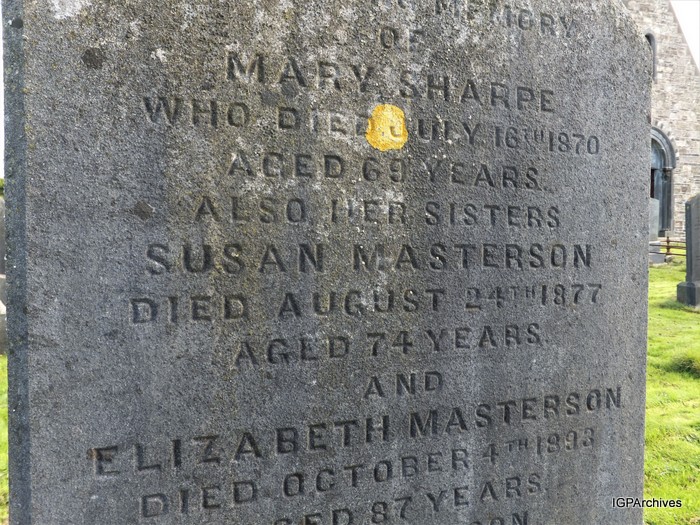 MEMORY
OF
MARY SHARPE
WHO DIED JULY 16TH 1870
AGED 69 YEARS
ALSO HER SISTERS
SUSAN MASTERSON
DIED AUGUST 24TH 1877
AGED 74 YEARS
AND
ELIZABETH MASTERSON
DIED OCTOBER 4TH 1893
AGED 87 YEARS
IGPArchives